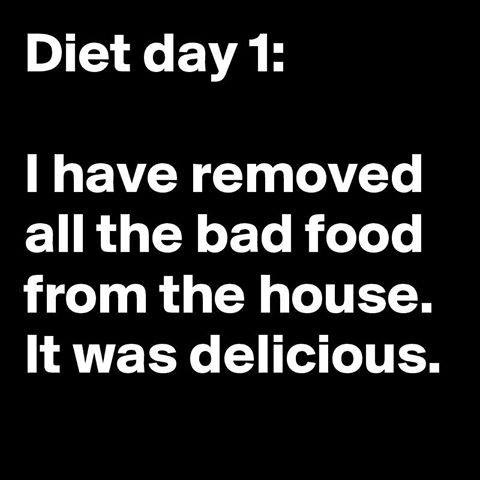 Diet day 1:
I have removed
all the bad food
from the house.
It was delicious.